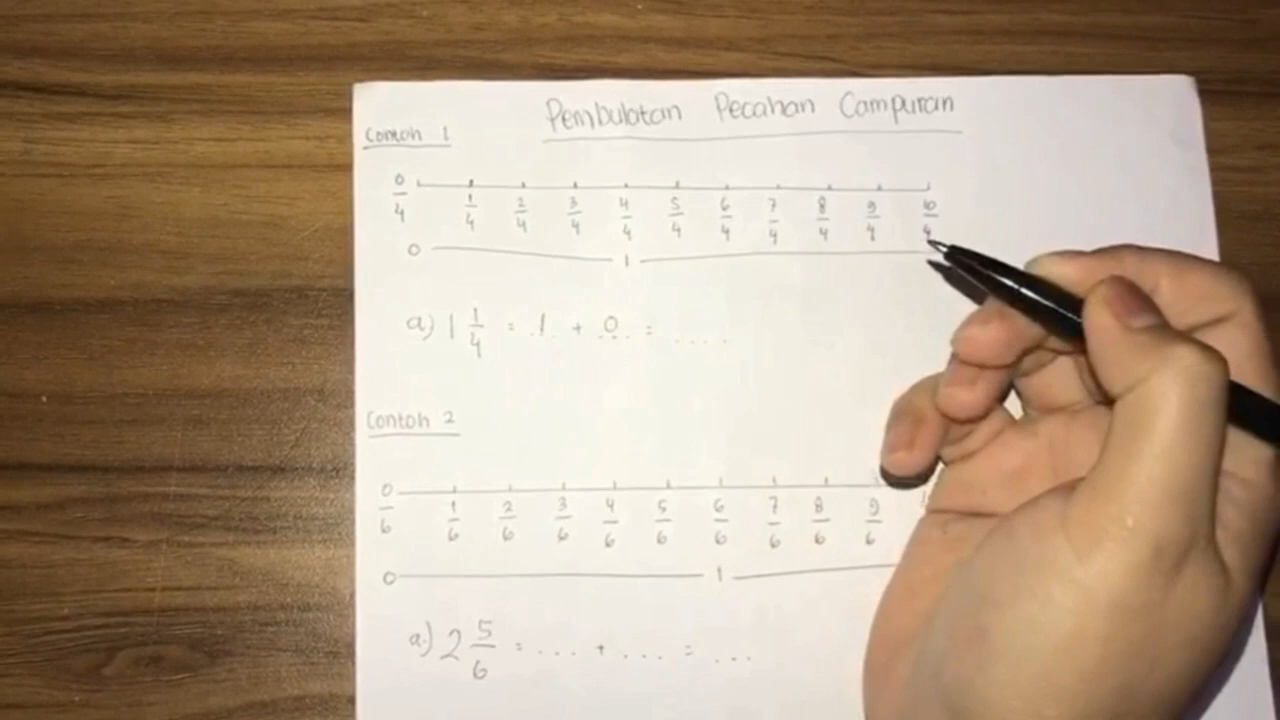 Pembulatan Pecahan Campuran
Contoh 1
0/4 1/4 2/4 3/4 4/4 5/4 6/4 7/4 8/4 9/4 10/4
0 1
a) 1 1/4 = .1. + .0. = .....
Contoh 2
0/6 1/6 2/6 3/6 4/6 5/6 6/6 7/6 8/6 9/6
0 1
a.) 2 5/6 = ... + ... = ...